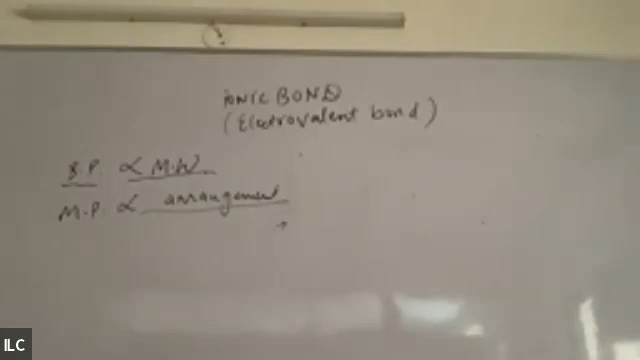 IONIC BOND
(Electrovalent bond)
B.P. ∝ M.W.
M.P. ∝ arrangement
ILC